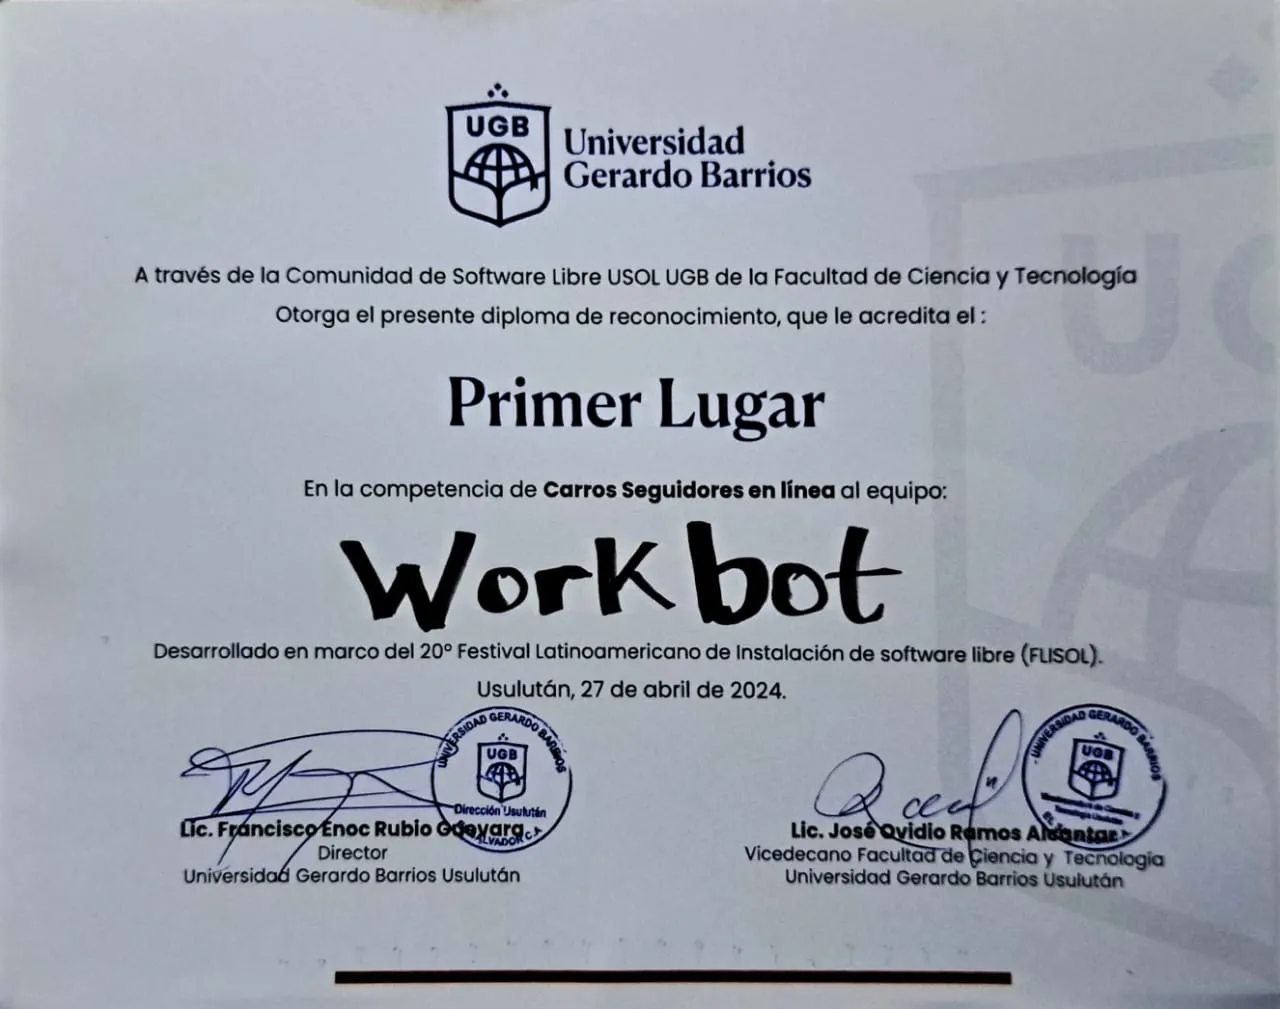 UGB
Universidad
Gerardo Barrios
A través de la Comunidad de Software Libre USOL UGB de la Facultad de Ciencia y Tecnología
Otorga el presente diploma de reconocimiento, que le acredita el :
Primer Lugar
En la competencia de Carros Seguidores en línea al equipo:
Workbot
Desarrollado en marco del 20º Festival Latinoamericano de Instalación de software libre (FLISOL).
Usulután, 27 de abril de 2024.
UNIVERSIDAD GERARDO BARRIOS
UGB
Dirección Usulután
Lic. Francisco Enoc Rubio Guevara
Director
Universidad Gerardo Barrios Usulután
UNIVERSIDAD GERARDO BARRIOS
UGB
Lic. José Ovidio Ramos Alcantar
Vicedecano Facultad de Ciencia y Tecnología
Universidad Gerardo Barrios Usulután